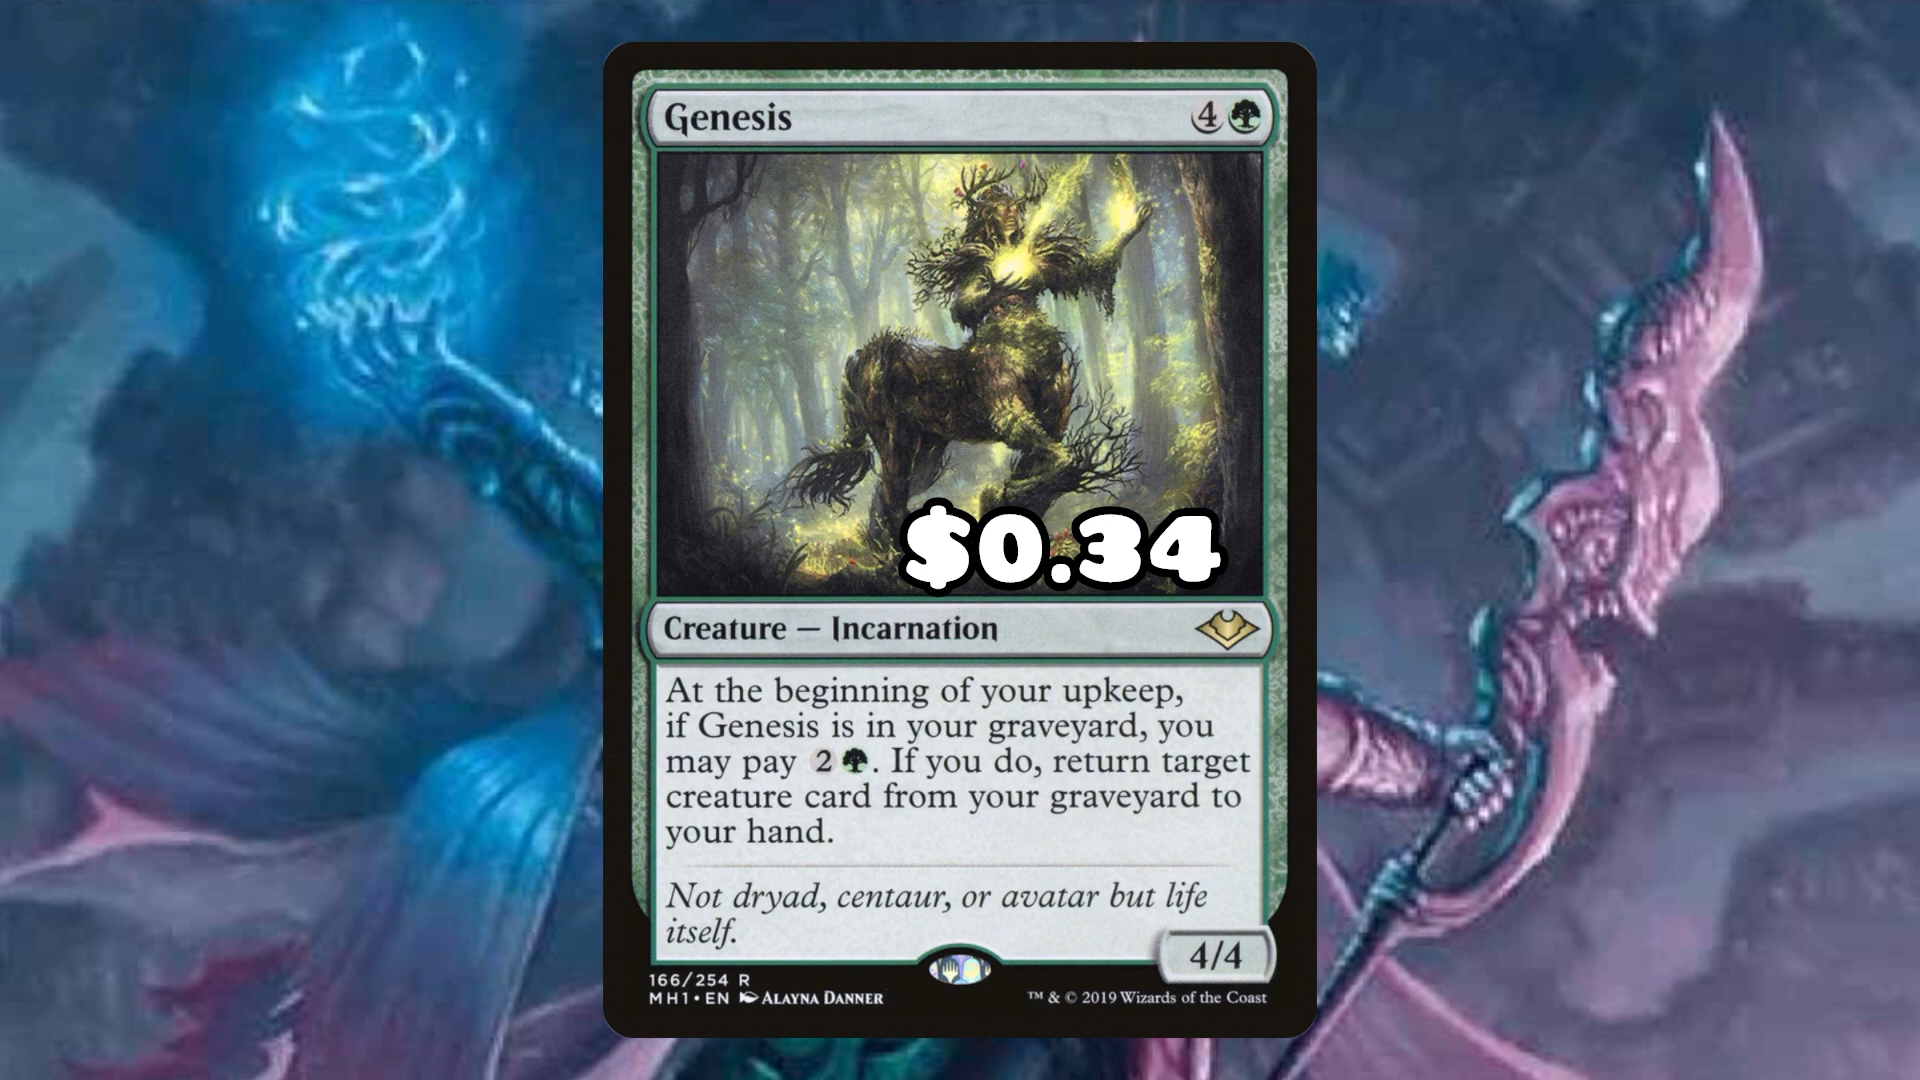 Genesis 4
$0.34
Creature — Incarnation
At the beginning of your upkeep,
if Genesis is in your graveyard, you
may pay 2. If you do, return target
creature card from your graveyard to
your hand.
Not dryad, centaur, or avatar but life
itself.
4/4
166/254 R
MH1 • EN ALAYNA DANNER
™ & © 2019 Wizards of the Coast